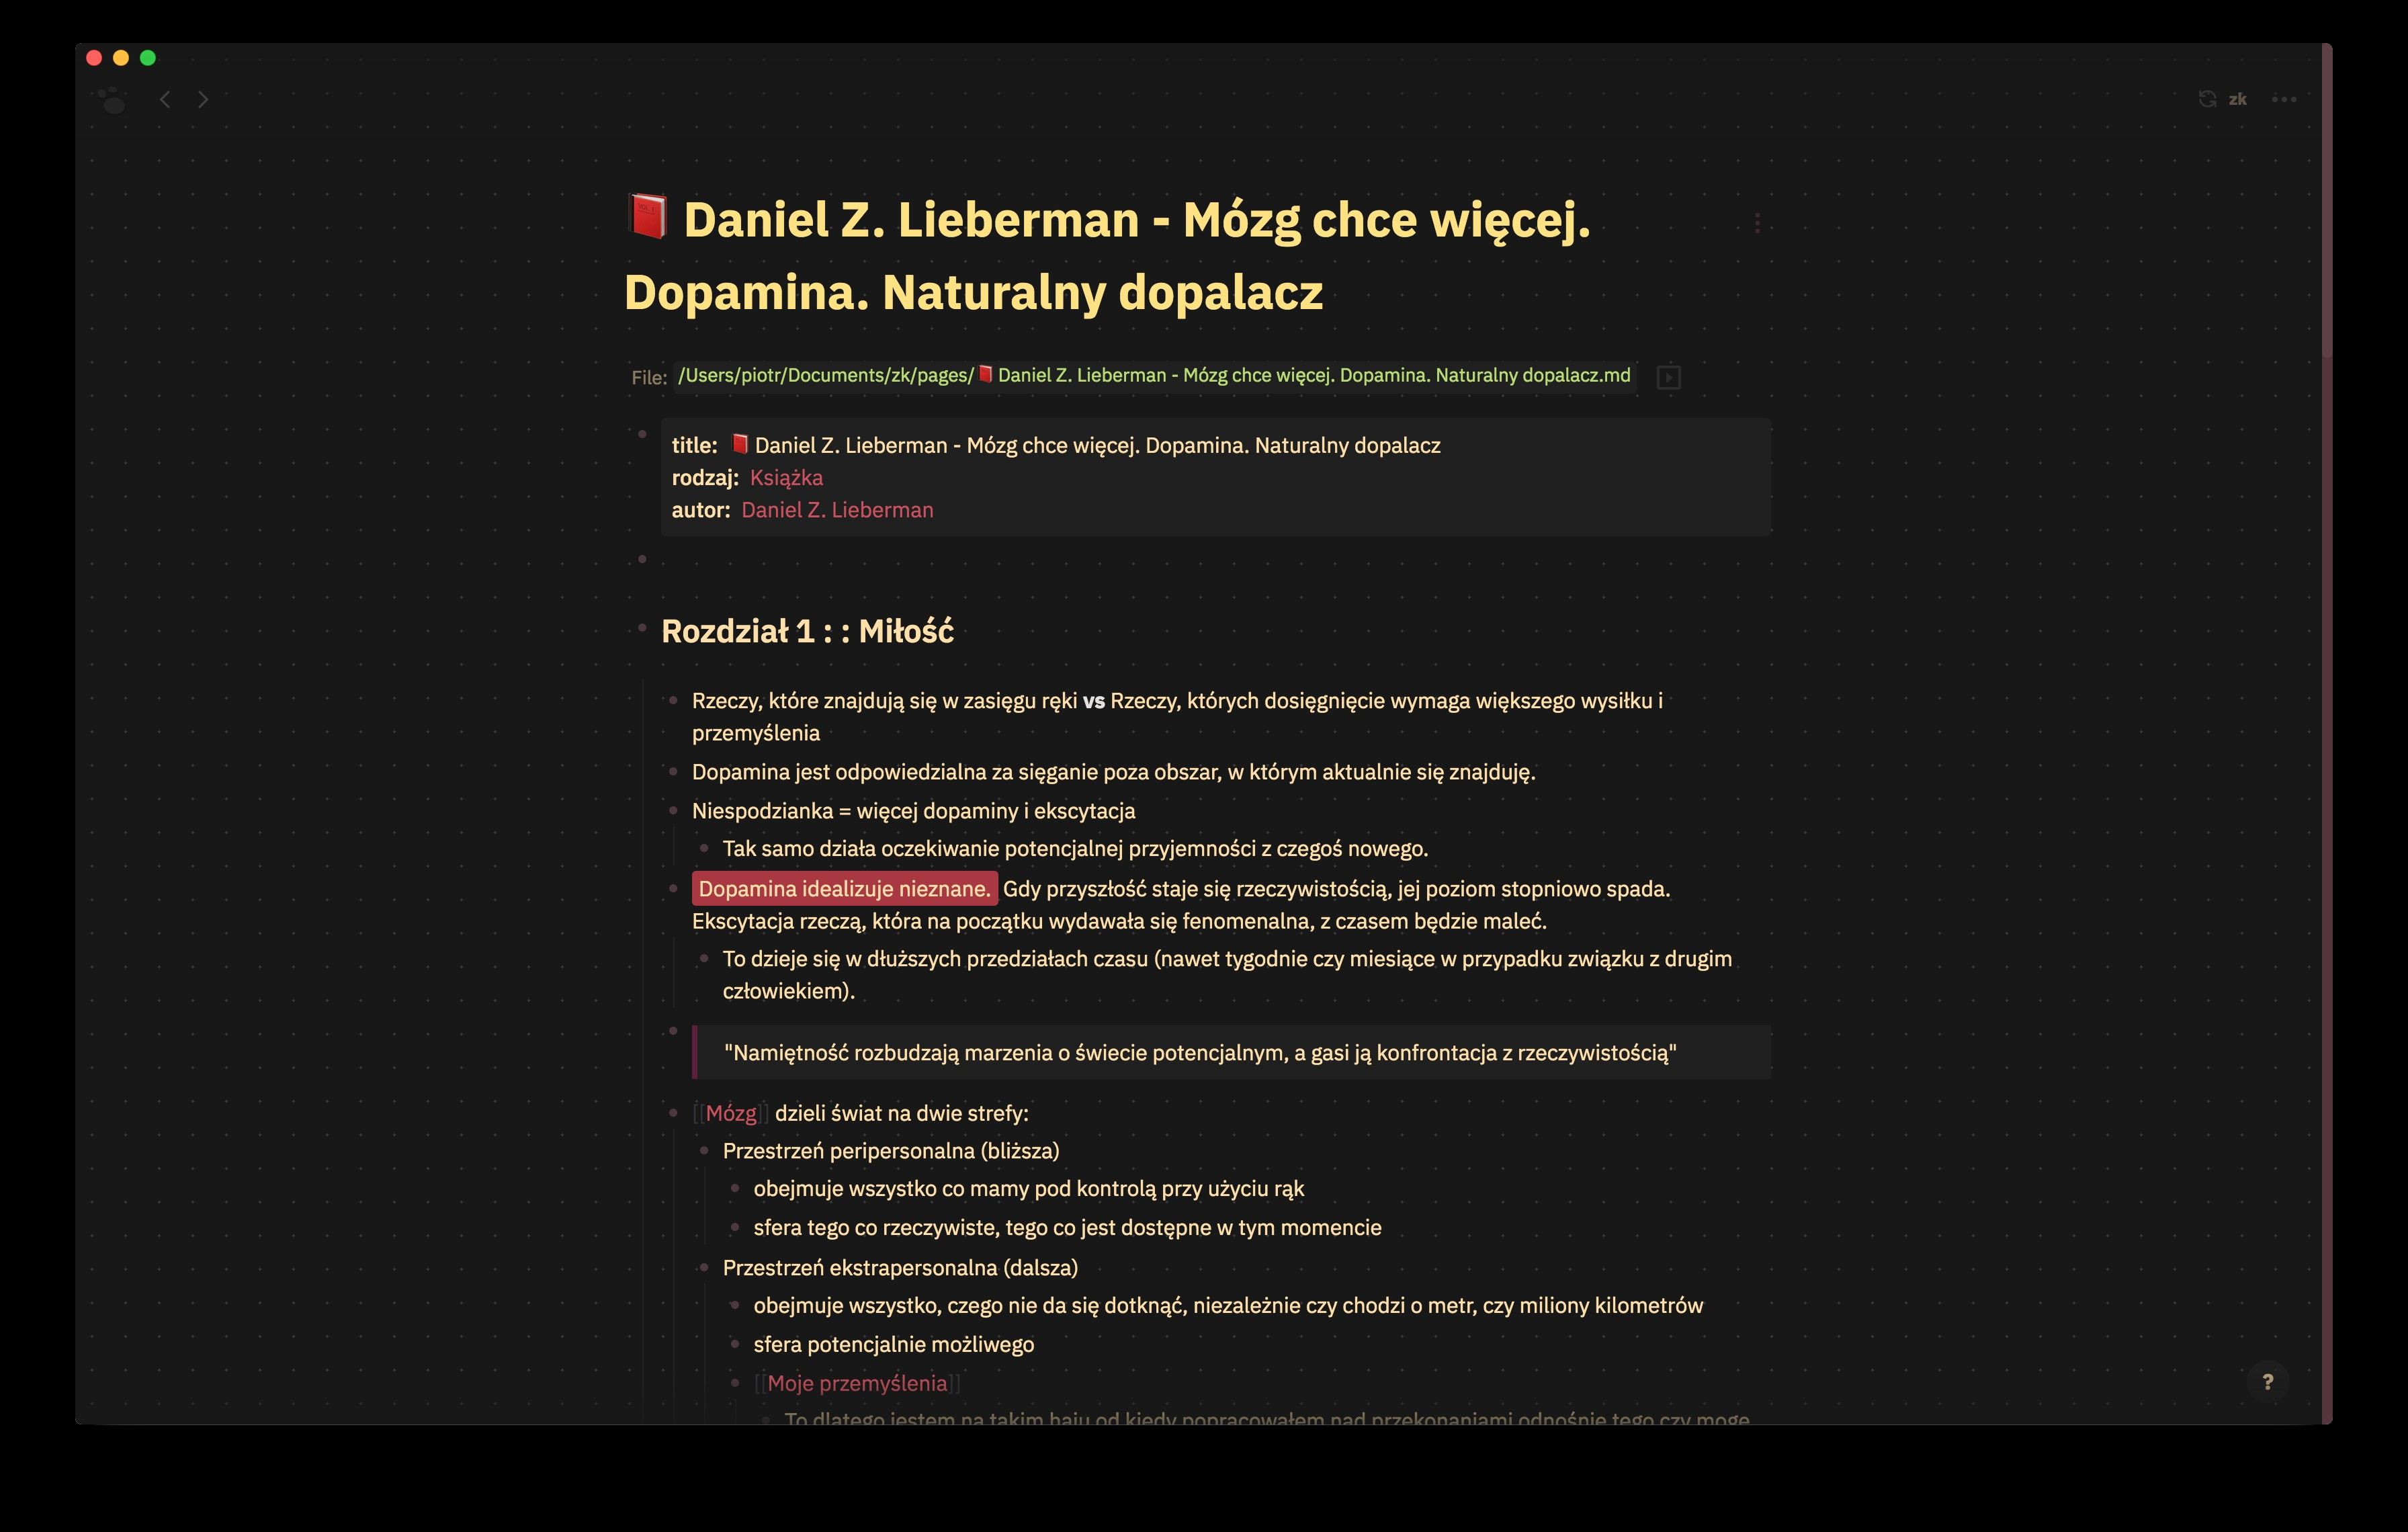 zk
📕 Daniel Z. Lieberman - Mózg chce więcej.
Dopamina. Naturalny dopalacz
File: /Users/piotr/Documents/zk/pages/📕 Daniel Z. Lieberman - Mózg chce więcej. Dopamina. Naturalny dopalacz.md
title: 📕 Daniel Z. Lieberman - Mózg chce więcej. Dopamina. Naturalny dopalacz
rodzaj: Książka
autor: Daniel Z. Lieberman
Rozdział 1 : : Miłość
Rzeczy, które znajdują się w zasięgu ręki vs Rzeczy, których dosięgnięcie wymaga większego wysiłku i
przemyślenia
Dopamina jest odpowiedzialna za sięganie poza obszar, w którym aktualnie się znajduję.
Niespodzianka = więcej dopaminy i ekscytacja
Tak samo działa oczekiwanie potencjalnej przyjemności z czegoś nowego.
Dopamina idealizuje nieznane. Gdy przyszłość staje się rzeczywistością, jej poziom stopniowo spada.
Ekscytacja rzeczą, która na początku wydawała się fenomenalna, z czasem będzie maleć.
To dzieje się w dłuższych przedziałach czasu (nawet tygodnie czy miesiące w przypadku związku z drugim
człowiekiem).
"Namiętność rozbudzają marzenia o świecie potencjalnym, a gasi ją konfrontacja z rzeczywistością"
[[Mózg]] dzieli świat na dwie strefy:
Przestrzeń peripersonalna (bliższa)
obejmuje wszystko co mamy pod kontrolą przy użyciu rąk
sfera tego co rzeczywiste, tego co jest dostępne w tym momencie
Przestrzeń ekstrapersonalna (dalsza)
obejmuje wszystko, czego nie da się dotknąć, niezależnie czy chodzi o metr, czy miliony kilometrów
sfera potencjalnie możliwego
[[Moje przemyślenia]]
To dlatego jestem na takim haju od kiedy popracowałem nad przekonaniami odnośnie tego czy mogę
?